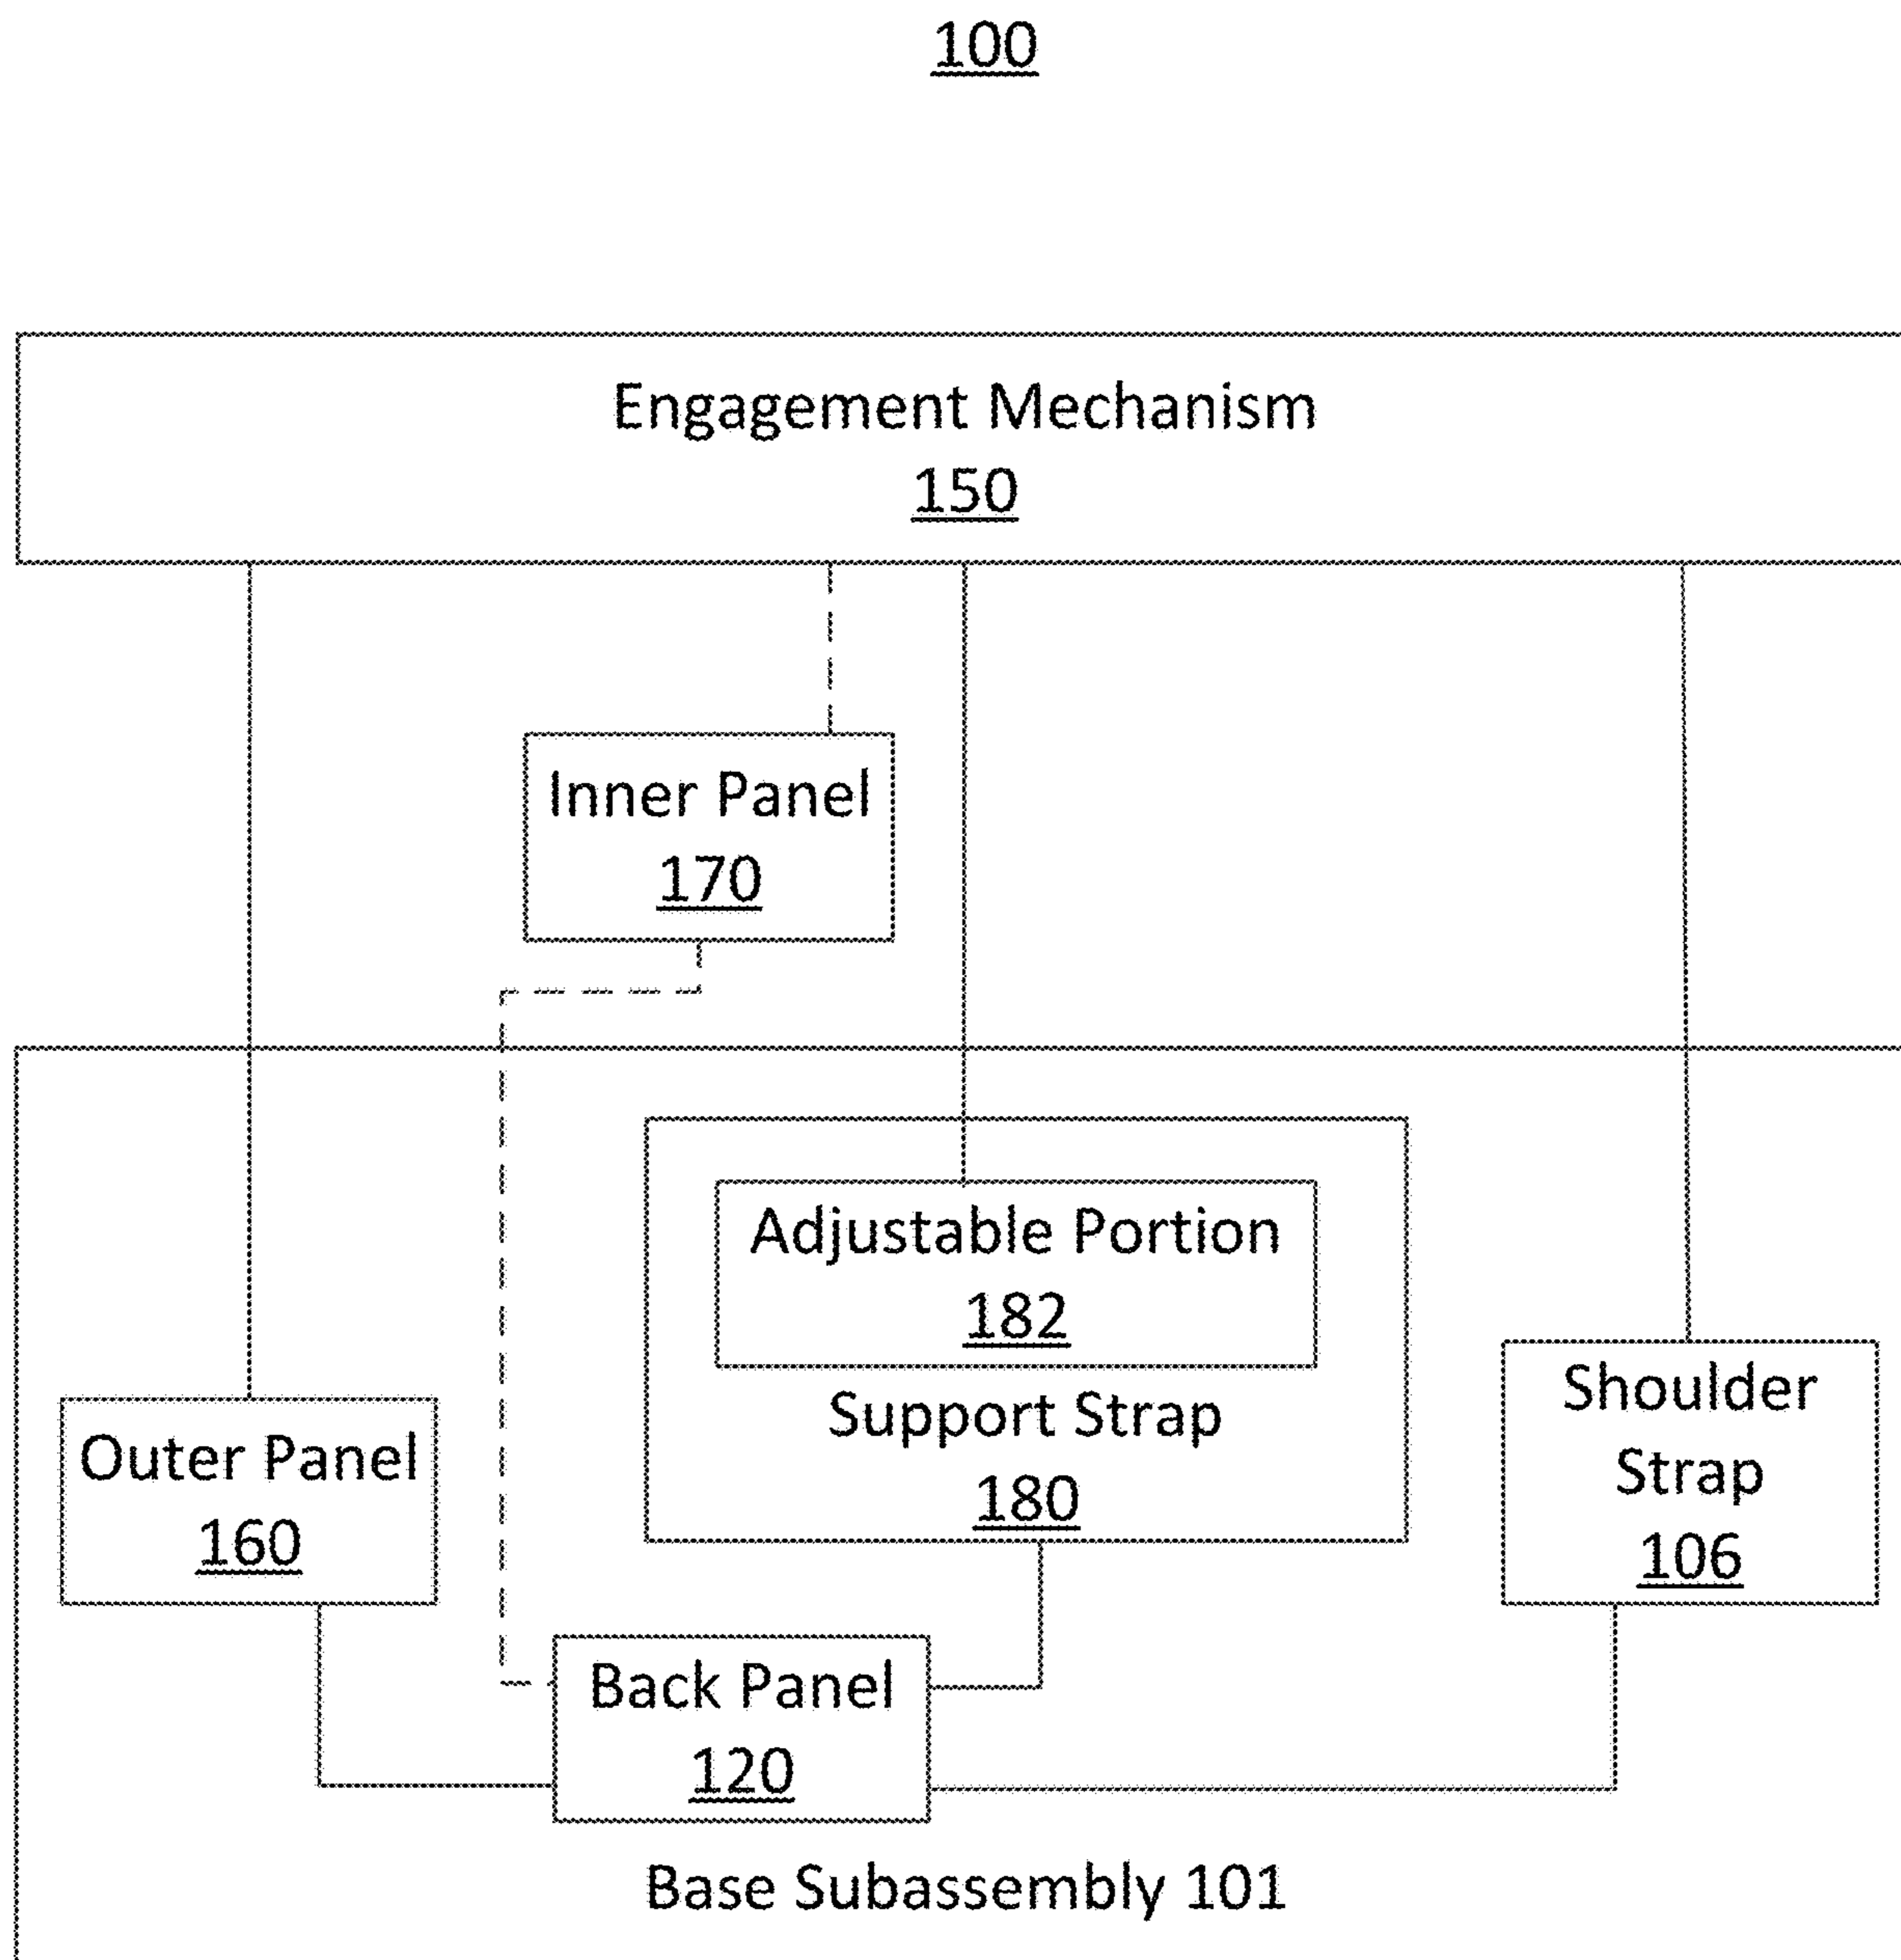 100
Engagement Mechanism
150
Inner Panel
170
Adjustable Portion
182
Support Strap
180
Shoulder
Strap
106
Outer Panel
160
Back Panel
120
Base Subassembly 101